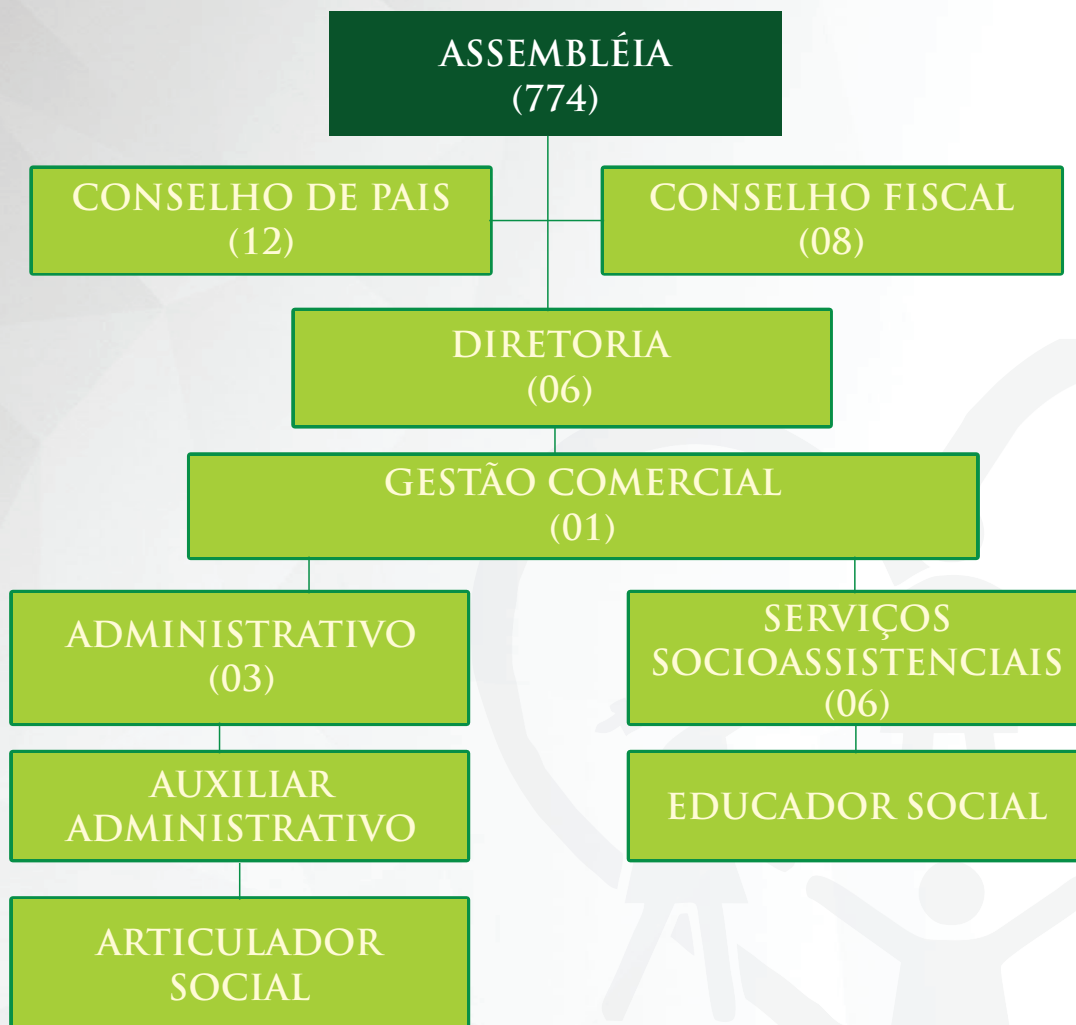 ASSEMBLÉIA
(774)
CONSELHO DE PAIS
(12)
CONSELHO FISCAL
(08)
DIRETORIA
(06)
GESTÃO COMERCIAL
(01)
ADMINISTRATIVO
(03)
SERVIÇOS
SOCIOASSISTENCIAIS
(06)
AUXILIAR
ADMINISTRATIVO
EDUCADOR SOCIAL
ARTICULADOR
SOCIAL